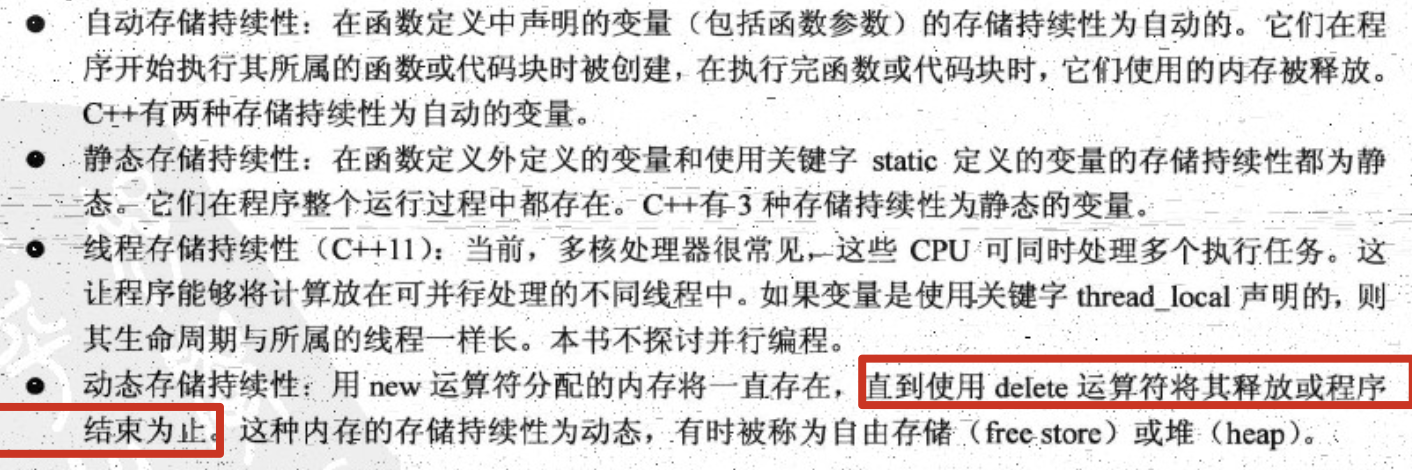 ● 自动存储持续性：在函数定义中声明的变量（包括函数参数）的存储持续性为自动的。它们在程
序开始执行其所属的函数或代码块时被创建，在执行完函数或代码块时，它们使用的内存被释放。
C++有两种存储持续性为自动的变量。
● 静态存储持续性：在函数定义外定义的变量和使用关键字 static 定义的变量的存储持续性都为静
态。它们在程序整个运行过程中都存在。C++有 3 种存储持续性为静态的变量。
● 线程存储持续性（C++11）：当前，多核处理器很常见，这些 CPU 可同时处理多个执行任务。这
让程序能够将计算放在可并行处理的不同线程中。如果变量是使用关键字 thread_local 声明的，则
其生命周期与所属的线程一样长。本书不探讨并行编程。
● 动态存储持续性：用 new 运算符分配的内存将一直存在，直到使用 delete 运算符将其释放或程序
结束为止。这种内存的存储持续性为动态，有时被称为自由存储（free store）或堆（heap）。